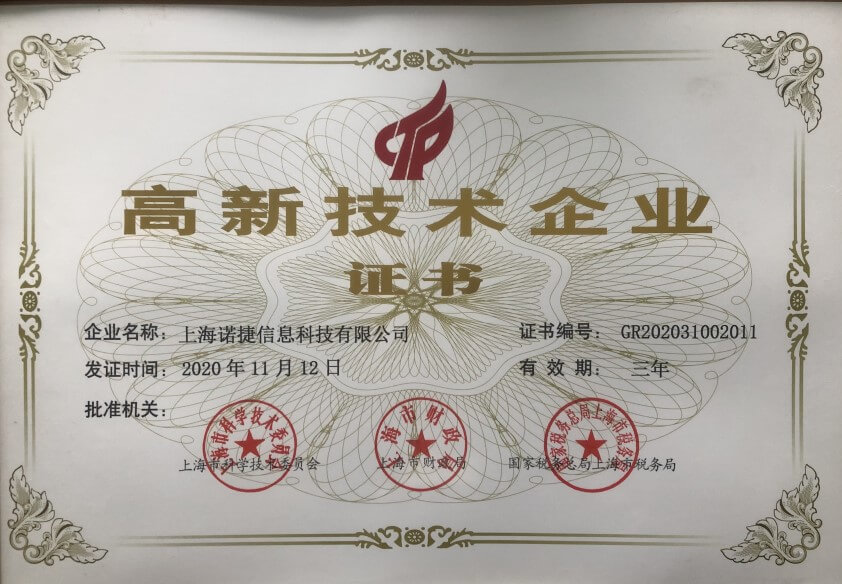 高新技术企业
证书
企业名称：上海诺捷信息科技有限公司 证书编号：GR202031002011
发证时间：2020年11月12日 有效期：三年
批准机关：
上海市科学技术委员会 上海市财政局 国家税务总局上海市税务局